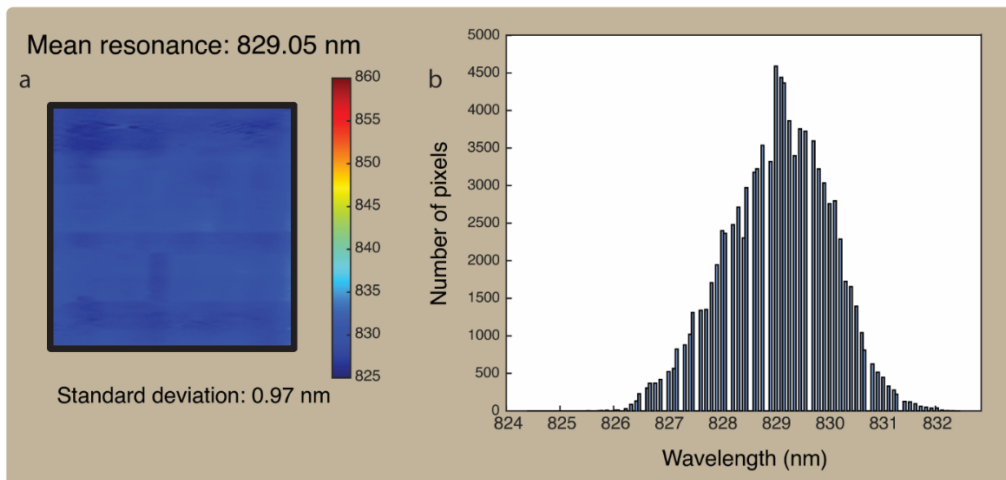 Mean resonance: 829.05 nm
a
860
855
850
845
840
835
830
825
Standard deviation: 0.97 nm
b
Number of pixels
5000
4500
4000
3500
3000
2500
2000
1500
1000
500
0
824 825 826 827 828 829 830 831 832
Wavelength (nm)